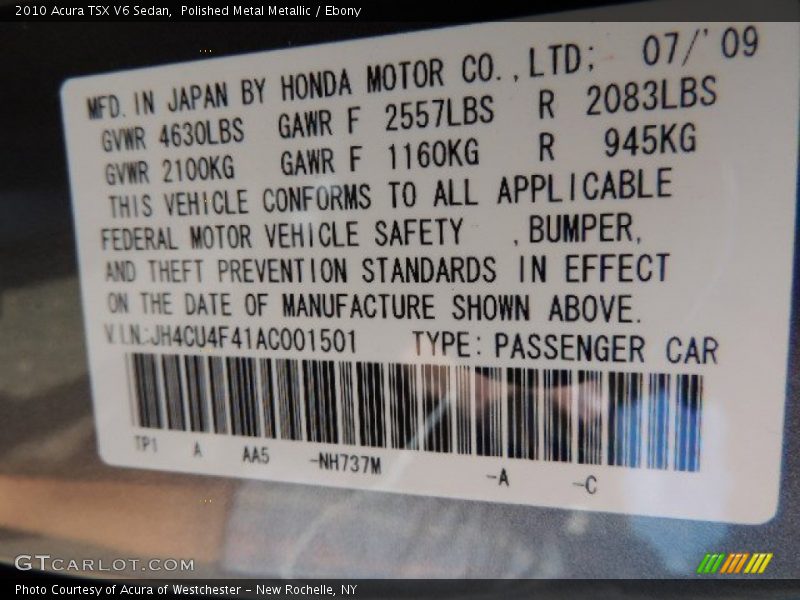 2010 Acura TSX V6 Sedan, Polished Metal Metallic / Ebony
MFD. IN JAPAN BY HONDA MOTOR CO., LTD; 07/'09
GVWR 4630LBS GAWR F 2557LBS R 2083LBS
GVWR 2100KG GAWR F 1160KG R 945KG
THIS VEHICLE CONFORMS TO ALL APPLICABLE
FEDERAL MOTOR VEHICLE SAFETY , BUMPER,
AND THEFT PREVENTION STANDARDS IN EFFECT
ON THE DATE OF MANUFACTURE SHOWN ABOVE.
V.I.N.:JH4CU4F41AC001501 TYPE: PASSENGER CAR
TP1 A AA5 -NH737M -A -C
GTCARLOT.COM
Photo Courtesy of Acura of Westchester - New Rochelle, NY